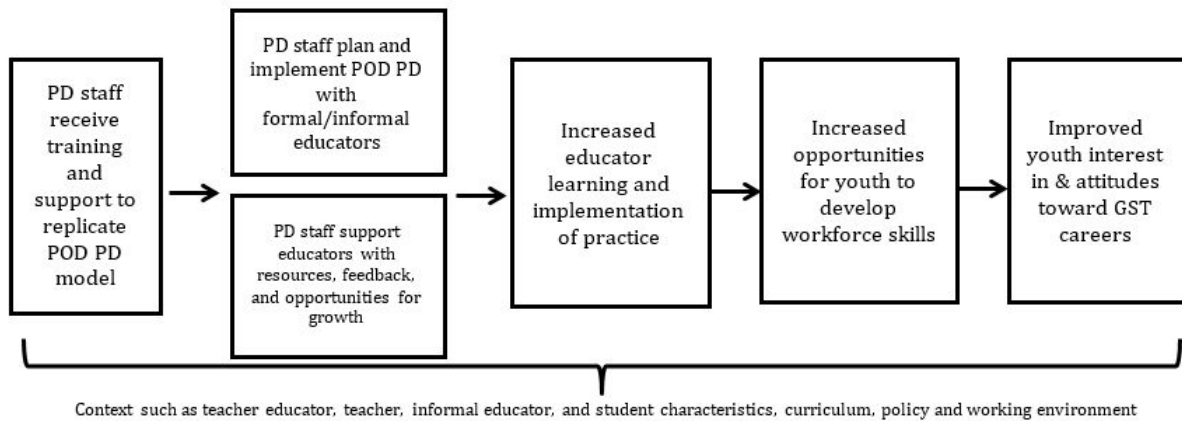 PD staff
receive
training
and
support to
replicate
POD PD
model
PD staff plan and
implement POD PD
with
formal/informal
educators
PD staff support
educators with
resources, feedback,
and opportunities for
growth
Increased
educator
learning and
implementation
of practice
Increased
opportunities
for youth to
develop
workforce skills
Improved
youth interest
in & attitudes
toward GST
careers
Context such as teacher educator, teacher, informal educator, and student characteristics, curriculum, policy and working environment